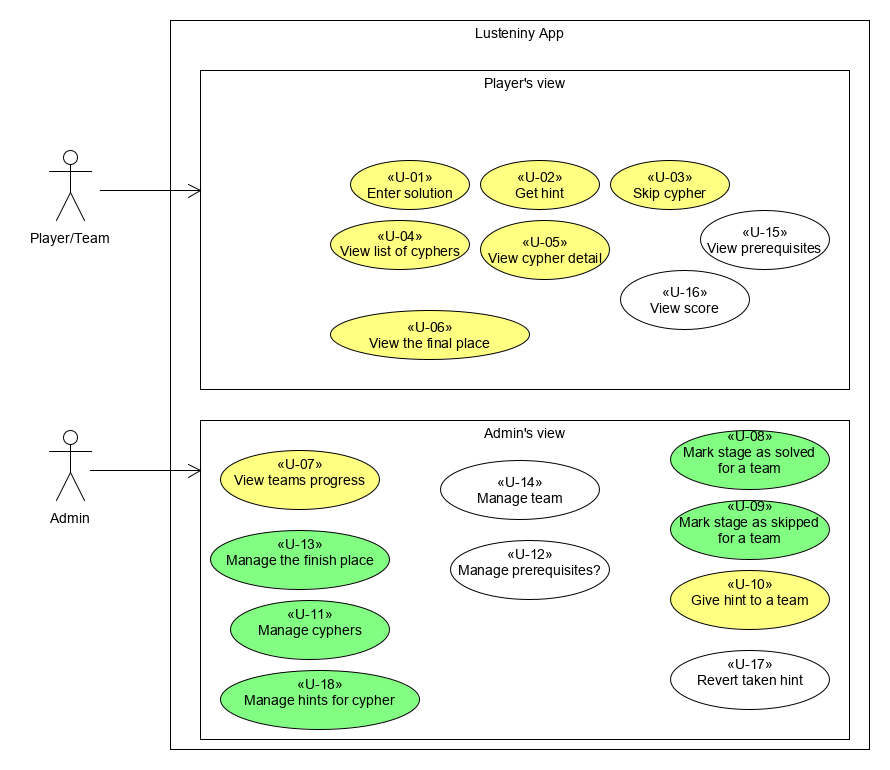 Lusteniny App
Player's view
«U-01»
Enter solution
«U-02»
Get hint
«U-03»
Skip cypher
Player/Team
«U-04»
View list of cyphers
«U-05»
View cypher detail
«U-15»
View prerequisites
«U-16»
View score
«U-06»
View the final place
Admin's view
«U-07»
View teams progress
«U-14»
Manage team
«U-08»
Mark stage as solved
for a team
Admin
«U-13»
Manage the finish place
«U-12»
Manage prerequisites?
«U-09»
Mark stage as skipped
for a team
«U-11»
Manage cyphers
«U-10»
Give hint to a team
«U-18»
Manage hints for cypher
«U-17»
Revert taken hint